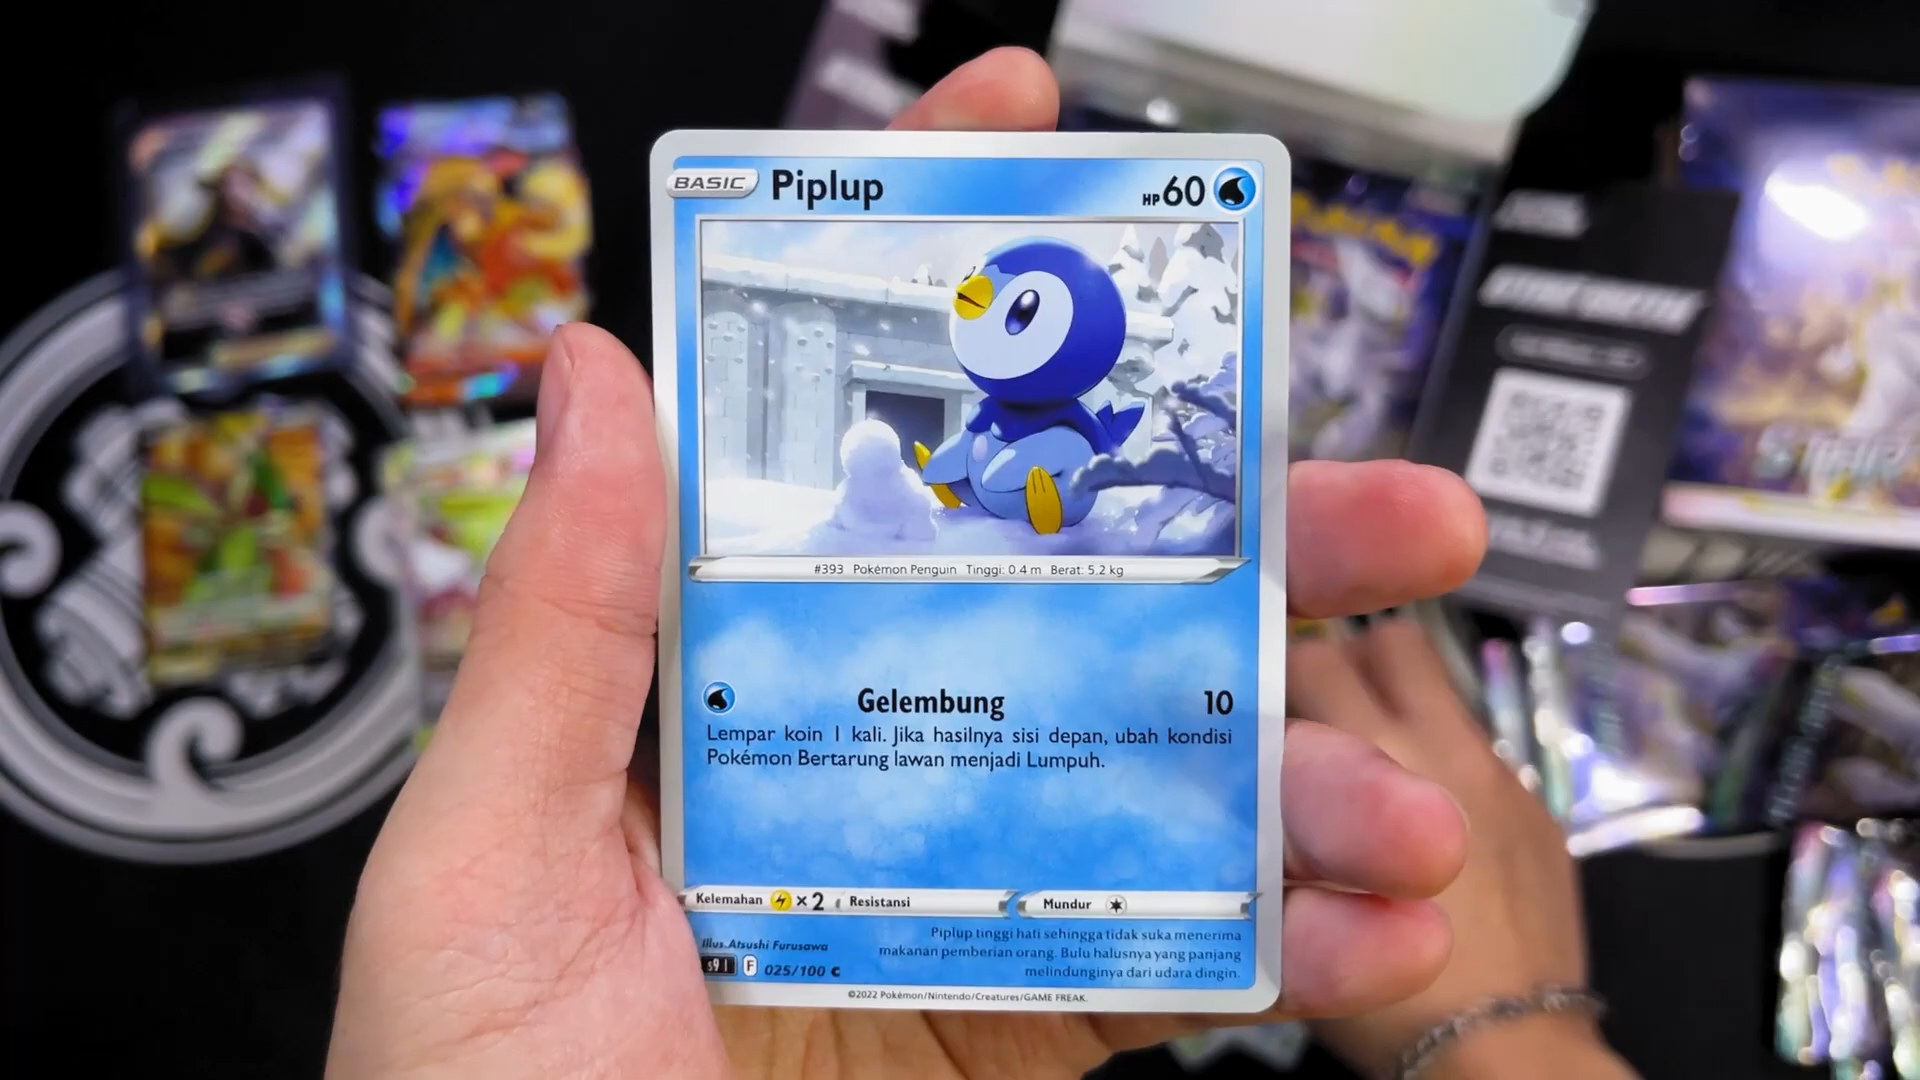 BASIC Piplup HP 60
#393 Pokémon Penguin Tinggi: 0.4 m Berat: 5.2 kg
Gelembung 10
Lempar koin 1 kali. Jika hasilnya sisi depan, ubah kondisi
Pokémon Bertarung lawan menjadi Lumpuh.
Kelemahan ×2 Resistansi Mundur
Illus. Atsushi Furusawa
s9 I F 025/100 C
Piplup tinggi hati sehingga tidak suka menerima
makanan pemberian orang. Bulu halusnya yang panjang
melindunginya dari udara dingin.
©2022 Pokémon/Nintendo/Creatures/GAME FREAK.
STAR